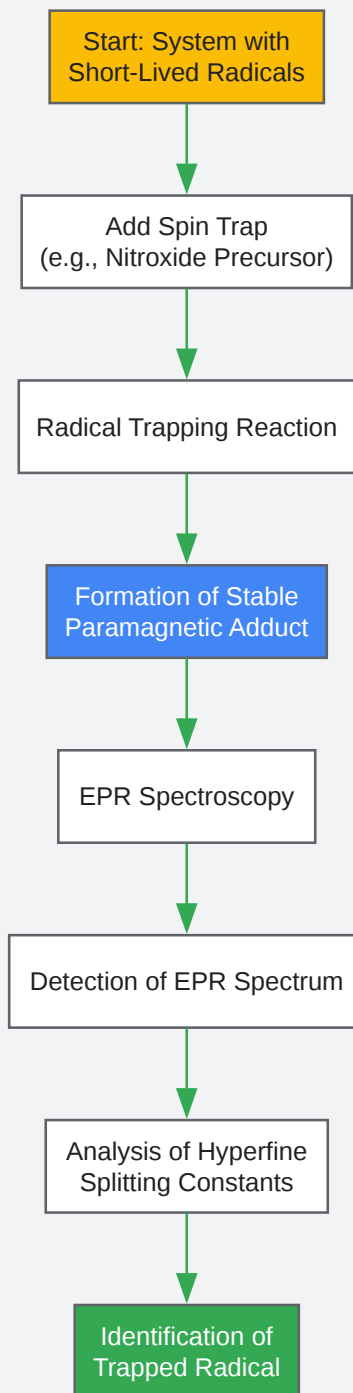 Start: System with
Short-Lived Radicals
Add Spin Trap
(e.g., Nitroxide Precursor)
Radical Trapping Reaction
Formation of Stable
Paramagnetic Adduct
EPR Spectroscopy
Detection of EPR Spectrum
Analysis of Hyperfine
Splitting Constants
Identification of
Trapped Radical